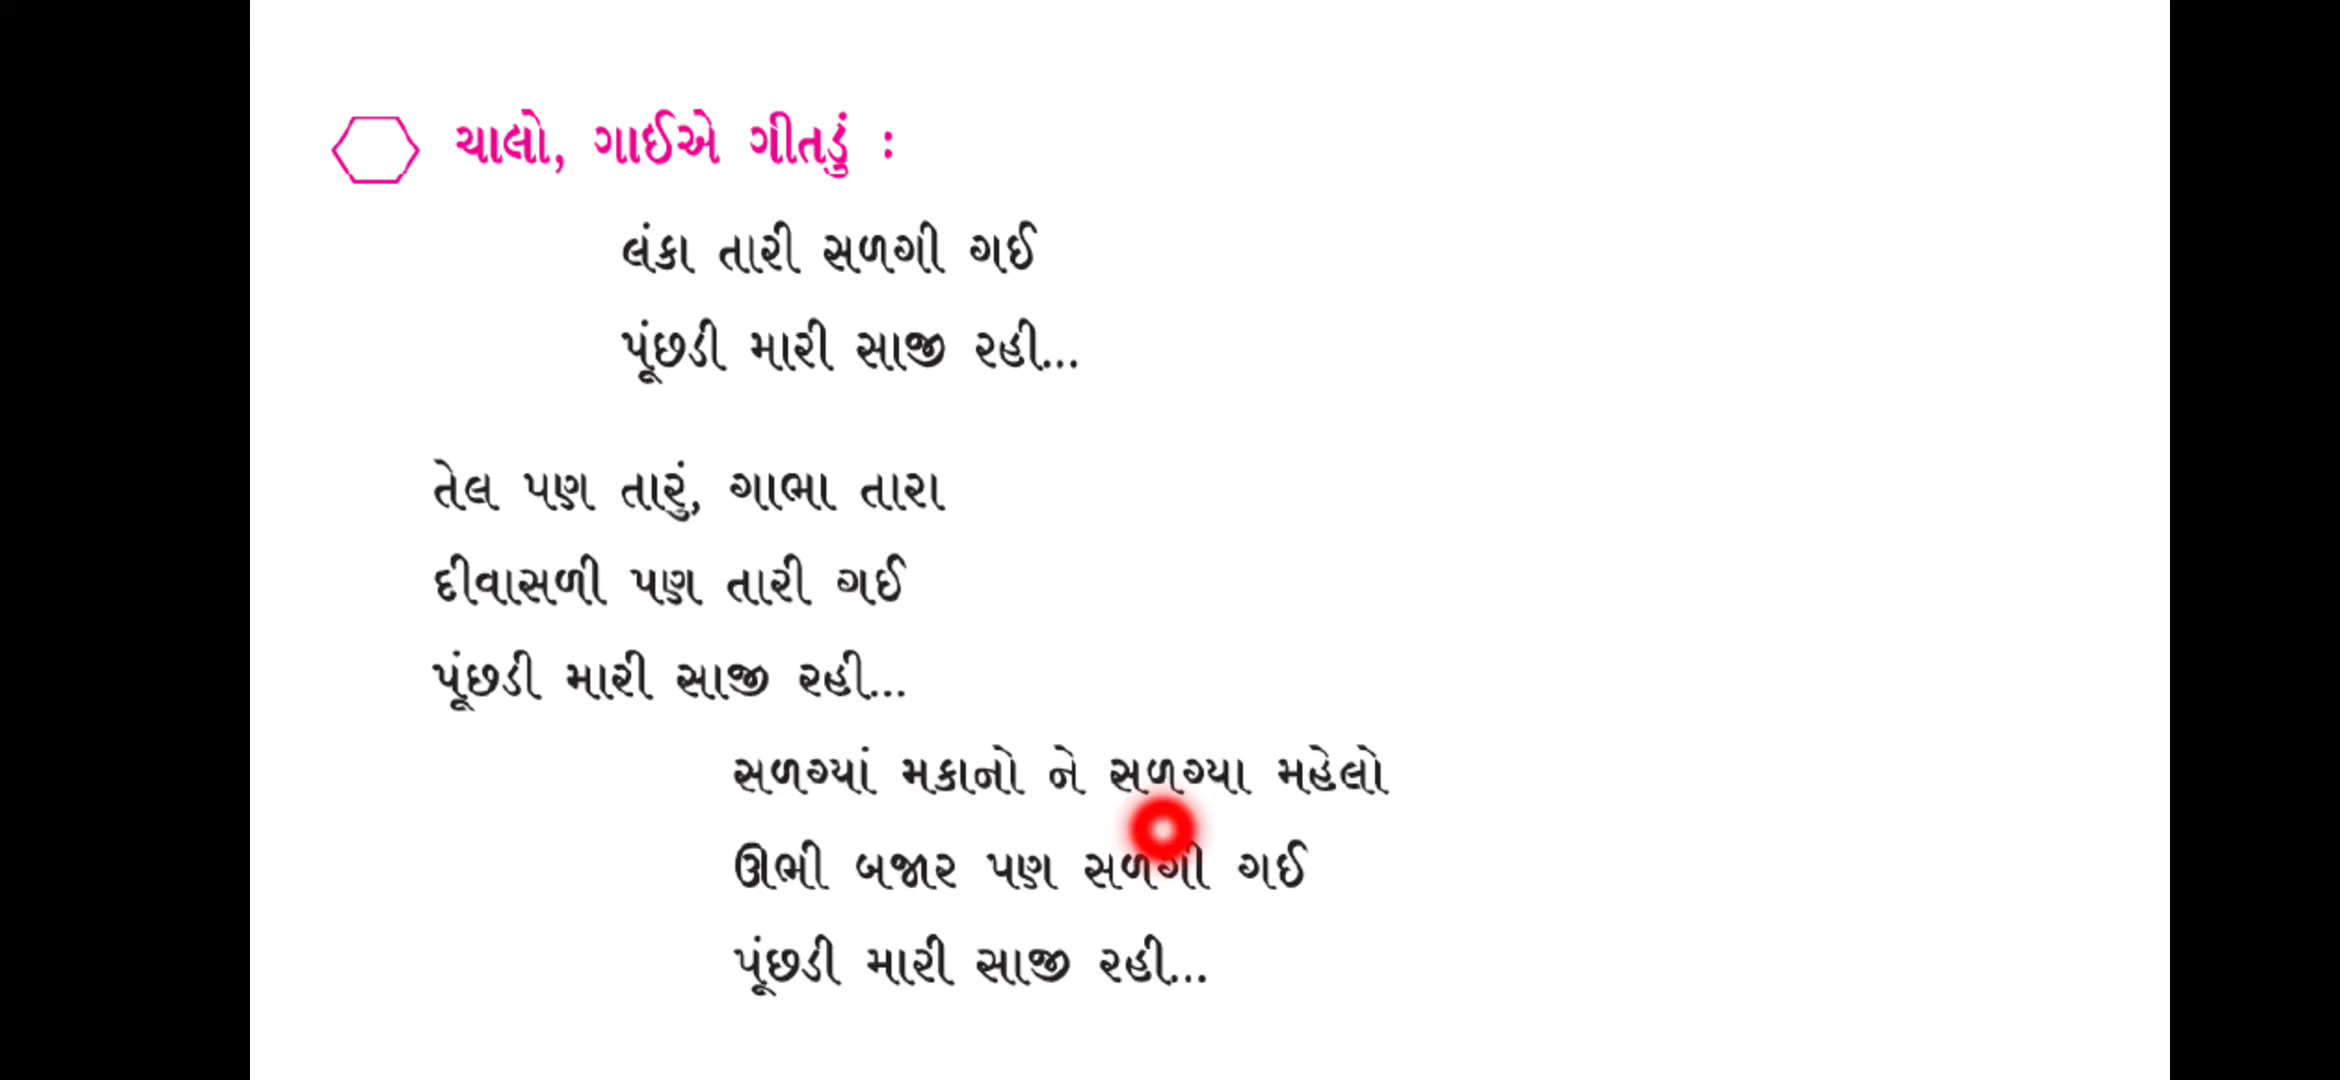 ચાલો, ગાઈએ ગીતડું :
લંકા તારી સળગી ગઈ
પૂંછડી મારી સાજી રહી...
તેલ પણ તારું, ગાભા તારા
દીવાસળી પણ તારી ગઈ
પૂંછડી મારી સાજી રહી...
સળગ્યાં મકાનો ને સળગ્યા મહેલો
ઊભી બજાર પણ સળગી ગઈ
પૂંછડી મારી સાજી રહી...